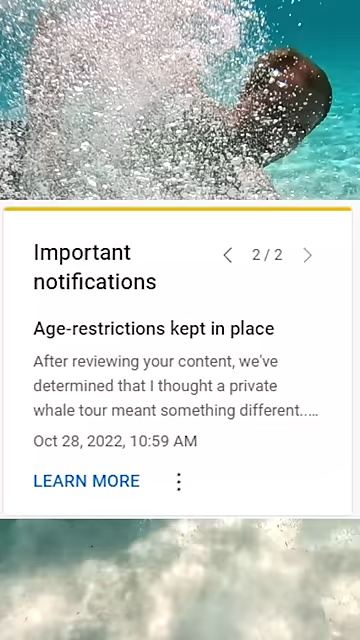 Important
notifications
2 / 2
Age-restrictions kept in place
After reviewing your content, we've
determined that I thought a private
whale tour meant something different.....
Oct 28, 2022, 10:59 AM
LEARN MORE